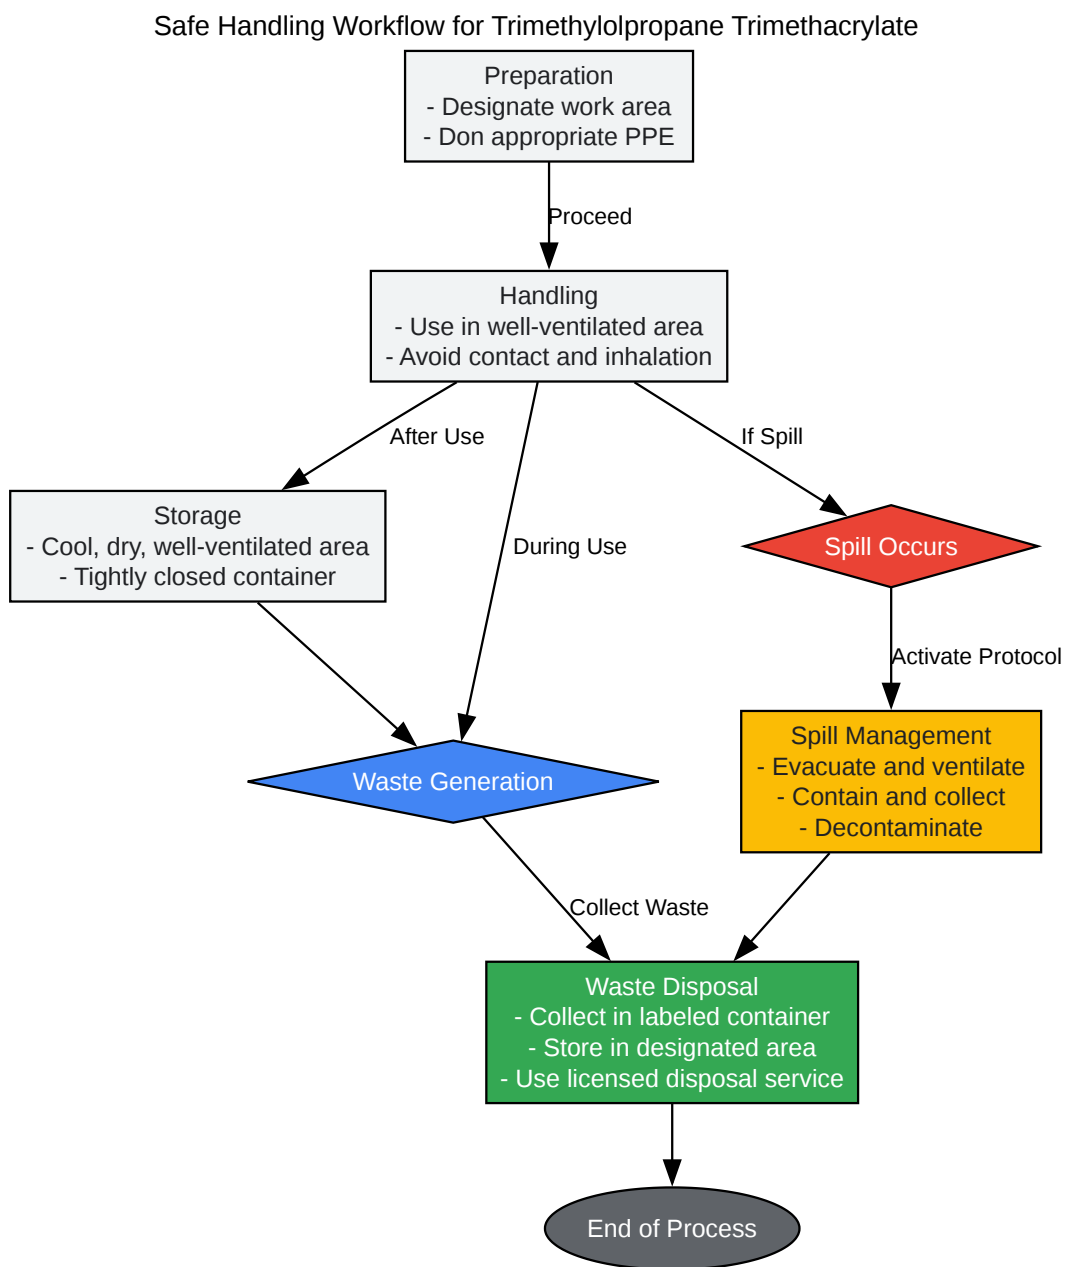 Safe Handling Workflow for Trimethylolpropane Trimethacrylate
Preparation
- Designate work area
- Don appropriate PPE
Proceed
Handling
- Use in well-ventilated area
- Avoid contact and inhalation
After Use
If Spill
Storage
- Cool, dry, well-ventilated area
- Tightly closed container
During Use
Spill Occurs
Activate Protocol
Waste Generation
Spill Management
- Evacuate and ventilate
- Contain and collect
- Decontaminate
Collect Waste
Waste Disposal
- Collect in labeled container
- Store in designated area
- Use licensed disposal service
End of Process